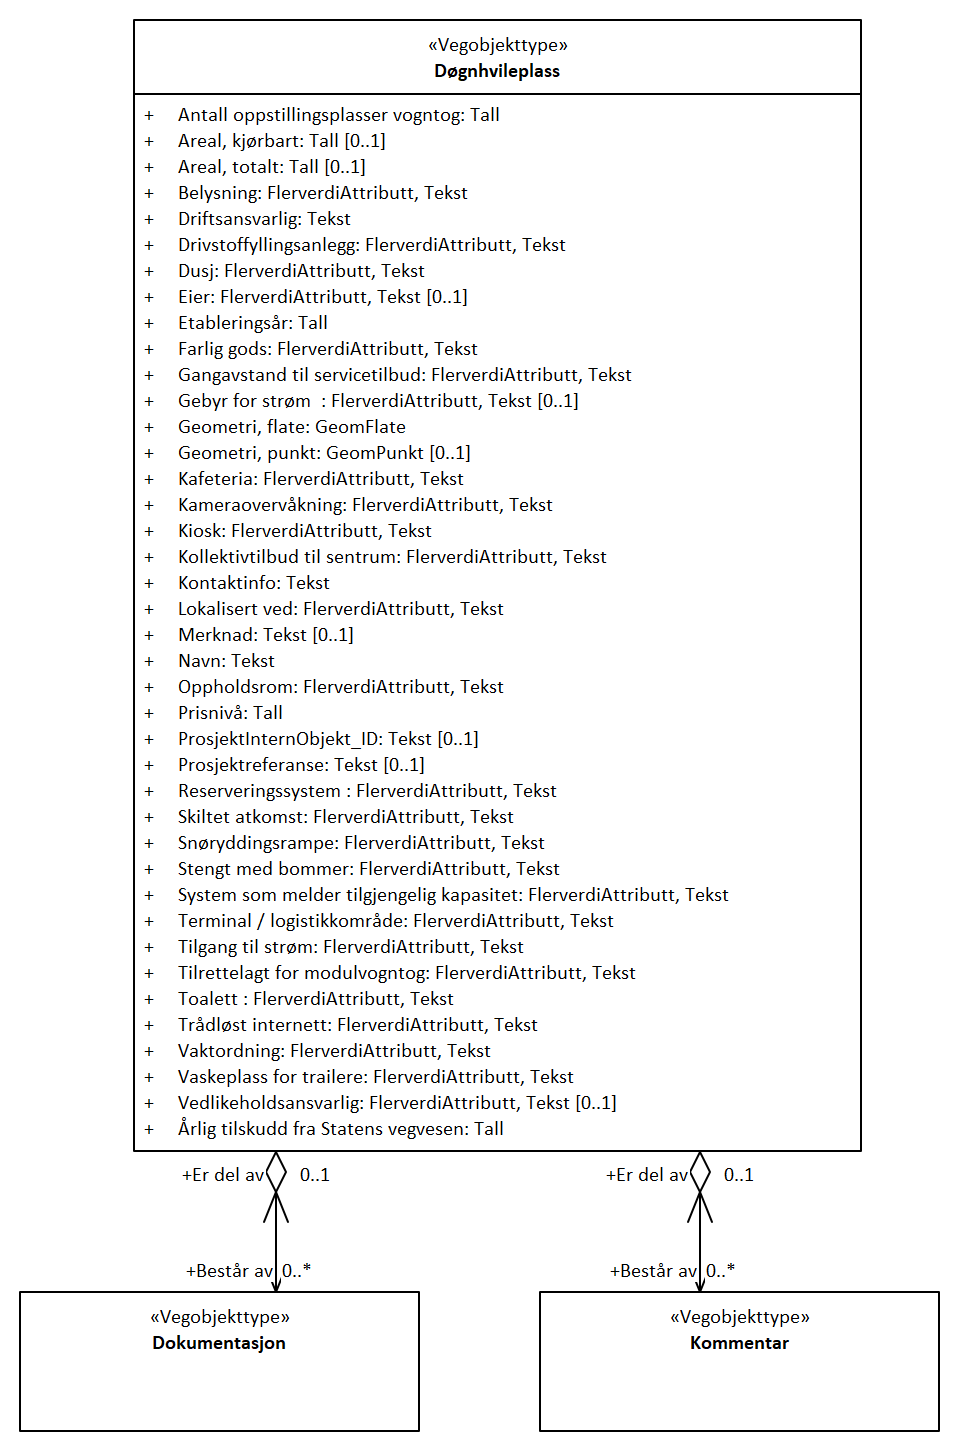 «Vegobjekttype»
Døgnhvileplass
+ Antall oppstillingsplasser vogntog: Tall
+ Areal, kjørbart: Tall [0..1]
+ Areal, totalt: Tall [0..1]
+ Belysning: FlerverdiAttributt, Tekst
+ Driftsansvarlig: Tekst
+ Drivstoffyllingsanlegg: FlerverdiAttributt, Tekst
+ Dusj: FlerverdiAttributt, Tekst
+ Eier: FlerverdiAttributt, Tekst [0..1]
+ Etableringsår: Tall
+ Farlig gods: FlerverdiAttributt, Tekst
+ Gangavstand til servicetilbud: FlerverdiAttributt, Tekst
+ Gebyr for strøm  : FlerverdiAttributt, Tekst [0..1]
+ Geometri, flate: GeomFlate
+ Geometri, punkt: GeomPunkt [0..1]
+ Kafeteria: FlerverdiAttributt, Tekst
+ Kameraovervåkning: FlerverdiAttributt, Tekst
+ Kiosk: FlerverdiAttributt, Tekst
+ Kollektivtilbud til sentrum: FlerverdiAttributt, Tekst
+ Kontaktinfo: Tekst
+ Lokalisert ved: FlerverdiAttributt, Tekst
+ Merknad: Tekst [0..1]
+ Navn: Tekst
+ Oppholdsrom: FlerverdiAttributt, Tekst
+ Prisnivå: Tall
+ ProsjektInternObjekt_ID: Tekst [0..1]
+ Prosjektreferanse: Tekst [0..1]
+ Reserveringssystem : FlerverdiAttributt, Tekst
+ Skiltet atkomst: FlerverdiAttributt, Tekst
+ Snøryddingsrampe: FlerverdiAttributt, Tekst
+ Stengt med bommer: FlerverdiAttributt, Tekst
+ System som melder tilgjengelig kapasitet: FlerverdiAttributt, Tekst
+ Terminal / logistikkområde: FlerverdiAttributt, Tekst
+ Tilgang til strøm: FlerverdiAttributt, Tekst
+ Tilrettelagt for modulvogntog: FlerverdiAttributt, Tekst
+ Toalett : FlerverdiAttributt, Tekst
+ Trådløst internett: FlerverdiAttributt, Tekst
+ Vaktordning: FlerverdiAttributt, Tekst
+ Vaskeplass for trailere: FlerverdiAttributt, Tekst
+ Vedlikeholdsansvarlig: FlerverdiAttributt, Tekst [0..1]
+ Årlig tilskudd fra Statens vegvesen: Tall
+Er del av 0..1
+Er del av 0..1
+Består av 0..*
+Består av 0..*
«Vegobjekttype»
Dokumentasjon
«Vegobjekttype»
Kommentar